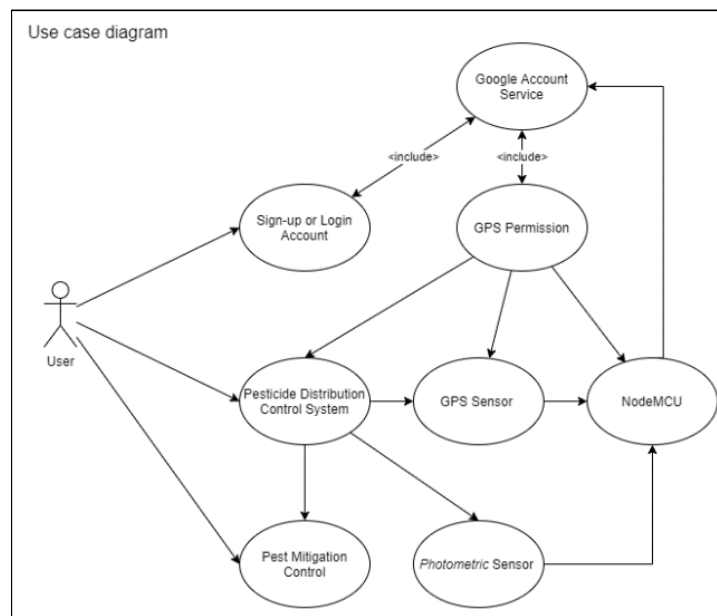 Use case diagram
Google Account
Service
<include>
<include>
Sign-up or Login
Account
GPS Permission
User
Pesticide Distribution
Control System
GPS Sensor
NodeMCU
Pest Mitigation
Control
Photometric Sensor